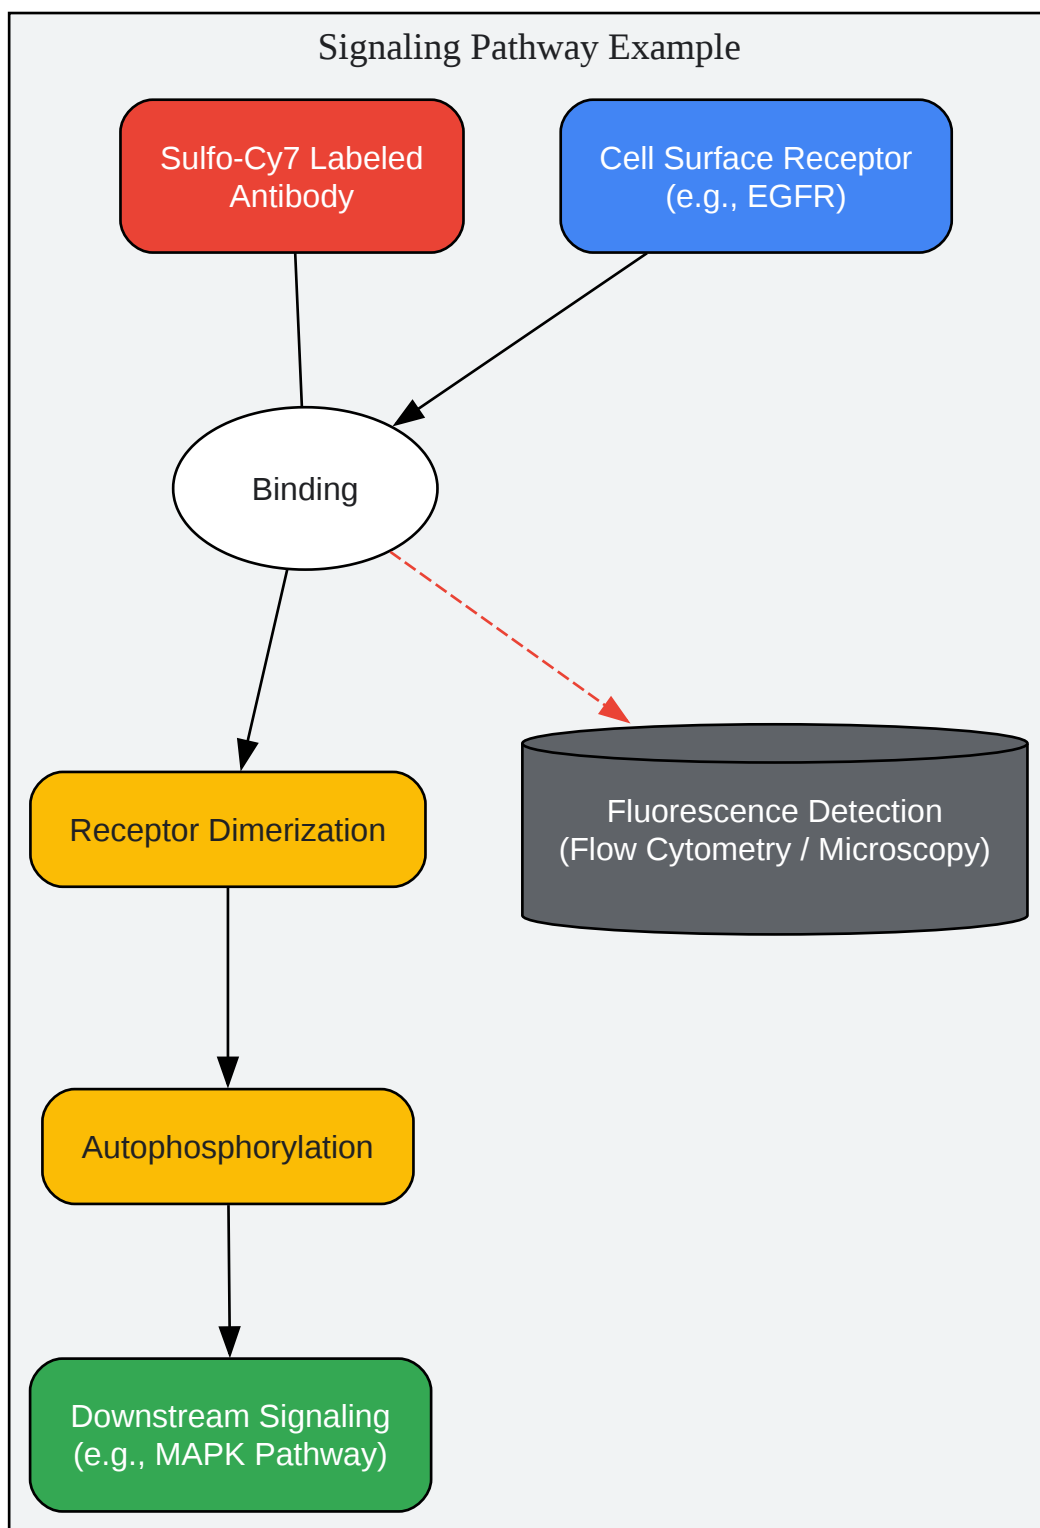 Signaling Pathway Example
Sulfo-Cy7 Labeled
Antibody
Cell Surface Receptor
(e.g., EGFR)
Binding
Receptor Dimerization
Fluorescence Detection
(Flow Cytometry / Microscopy)
Autophosphorylation
Downstream Signaling
(e.g., MAPK Pathway)